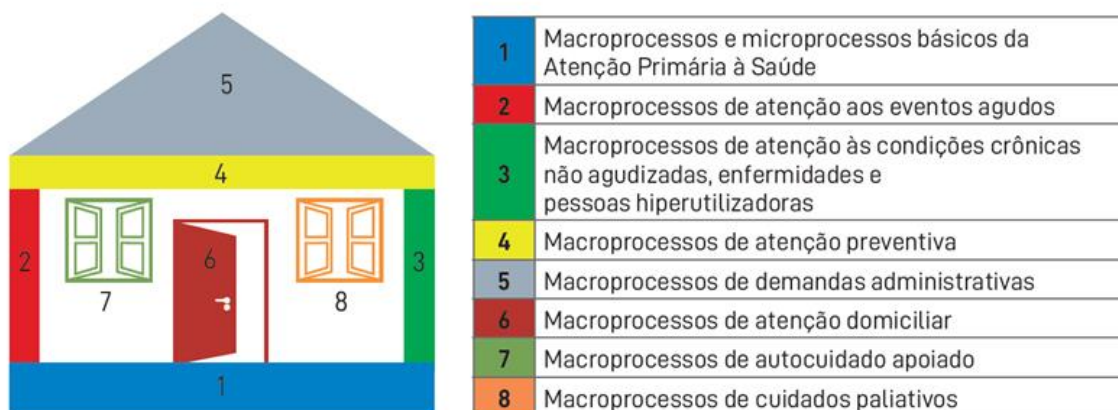 5
4
2
6
3
7
8
1
1 Macroprocessos e microprocessos básicos da
Atenção Primária à Saúde
2 Macroprocessos de atenção aos eventos agudos
3 Macroprocessos de atenção às condições crônicas
não agudizadas, enfermidades e
pessoas hiperutilizadoras
4 Macroprocessos de atenção preventiva
5 Macroprocessos de demandas administrativas
6 Macroprocessos de atenção domiciliar
7 Macroprocessos de autocuidado apoiado
8 Macroprocessos de cuidados paliativos